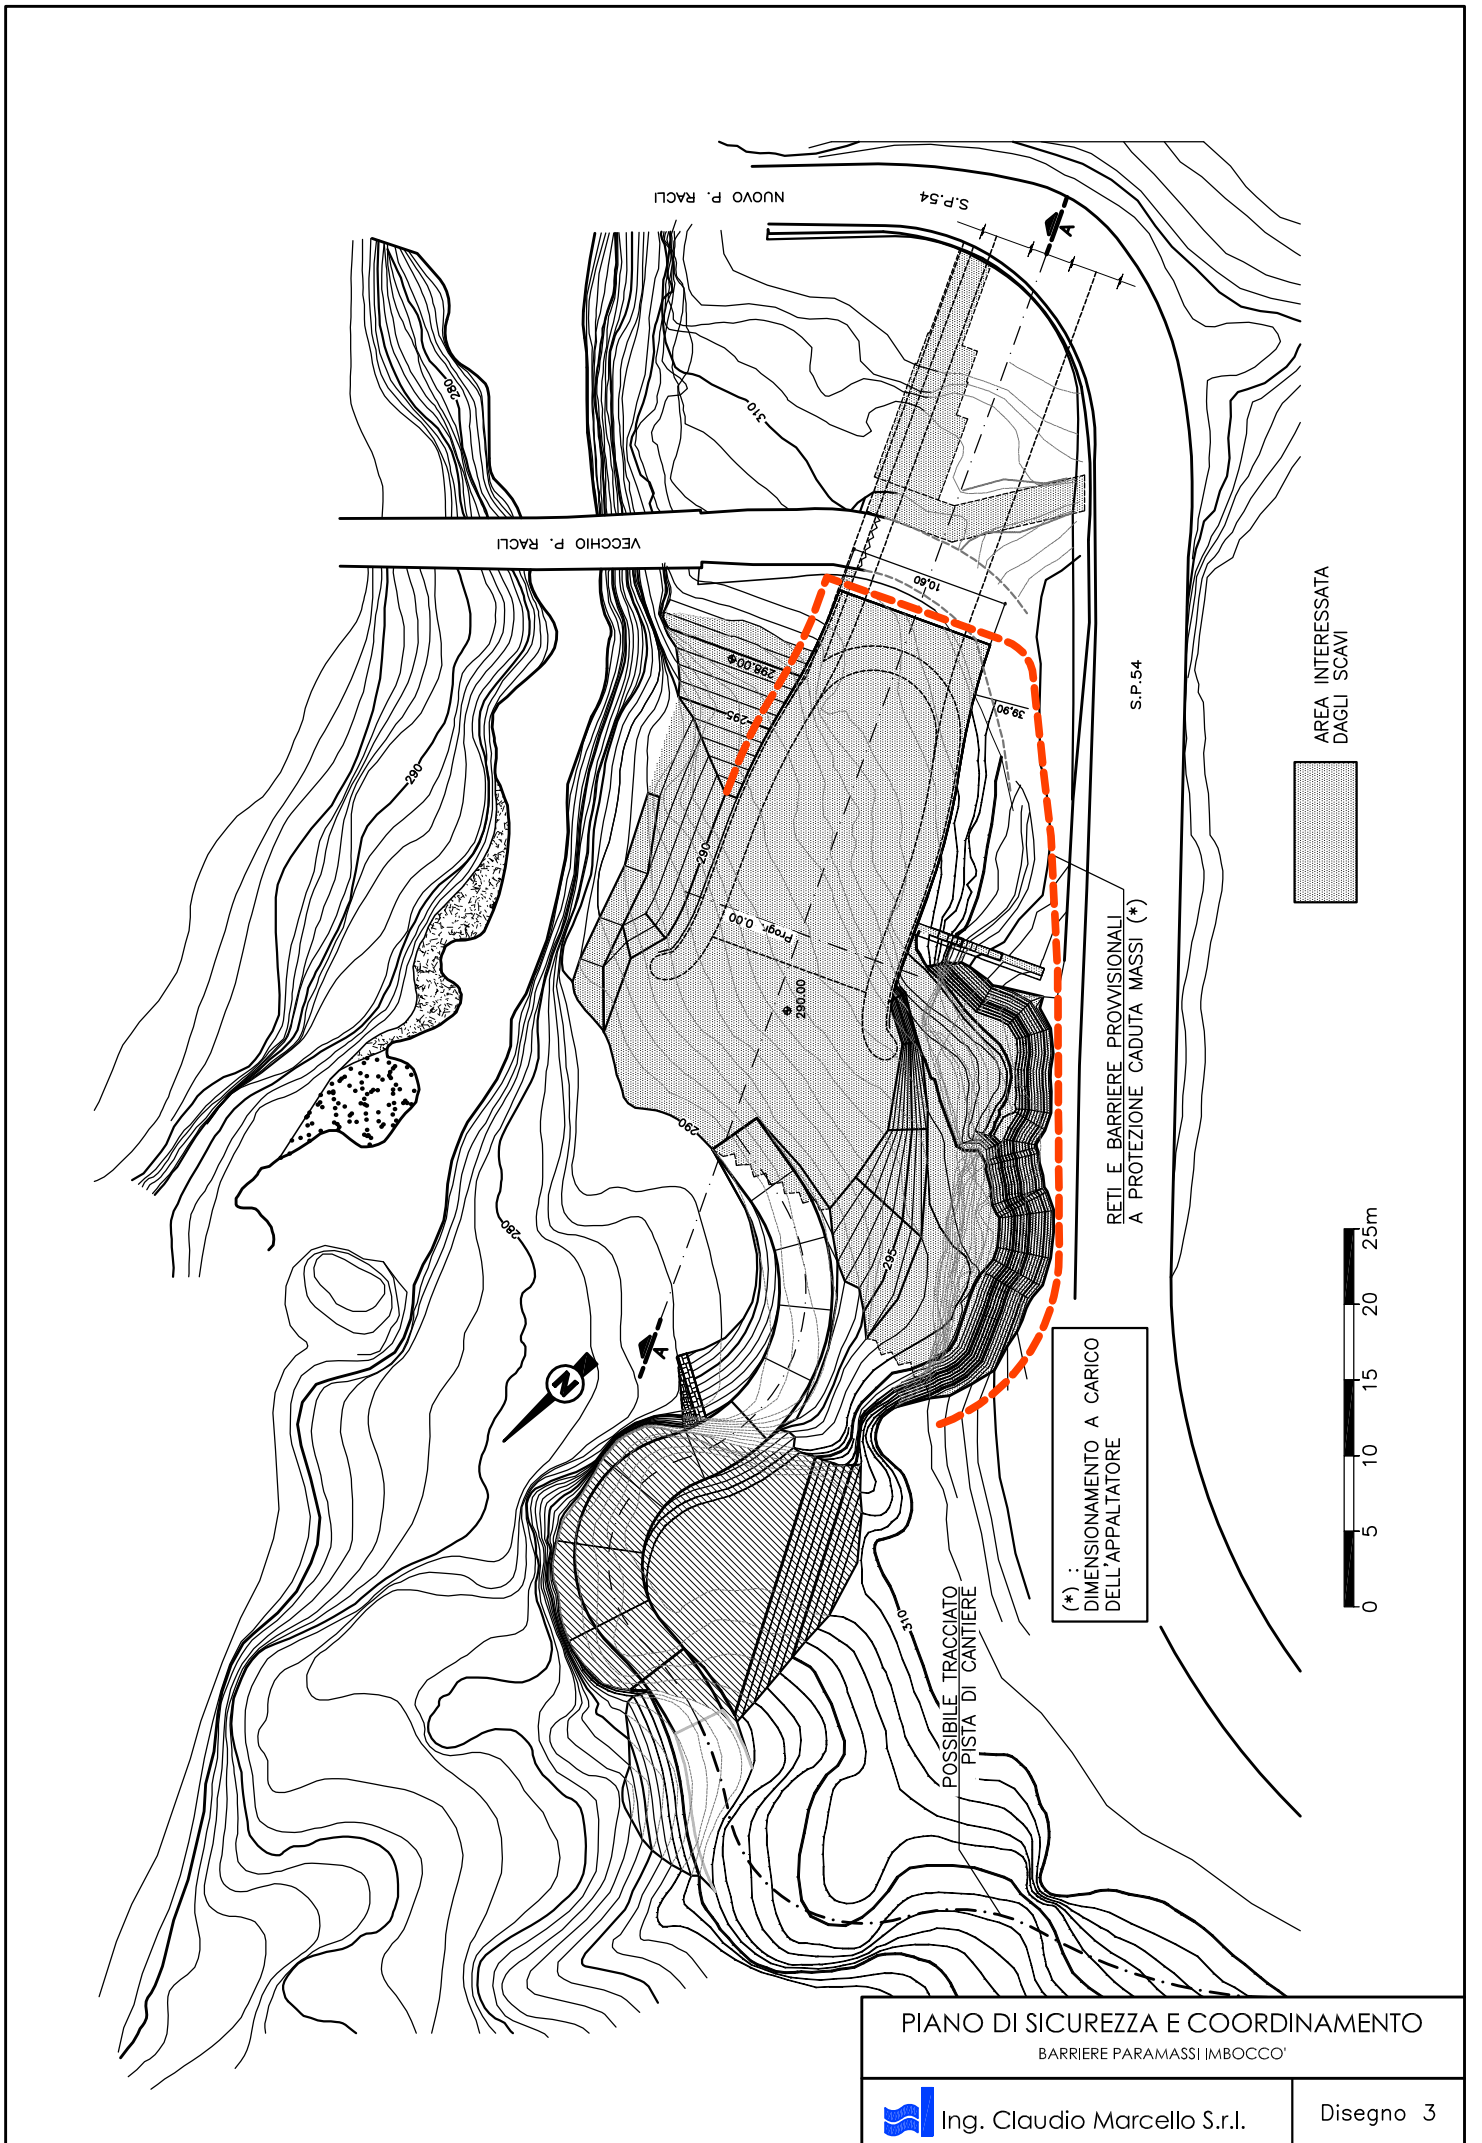 NUOVO P. RACLI
S.P.54
A
280
310
VECCHIO P. RACLI
10,60
298.00
295
39,90
S.P.54
AREA INTERESSATA
DAGLI SCAVI
290
290
Progr. 0.00
290.00
RETI E BARRIERE PROVVISIONALI
A PROTEZIONE CADUTA MASSI (*)
290
280
295
A
N
(*) :
DIMENSIONAMENTO A CARICO
DELL'APPALTATORE
0 5 10 15 20 25m
310
POSSIBILE TRACCIATO
PISTA DI CANTIERE
PIANO DI SICUREZZA E COORDINAMENTO
BARRIERE PARAMASSI IMBOCCO'
Ing. Claudio Marcello S.r.l.
Disegno 3